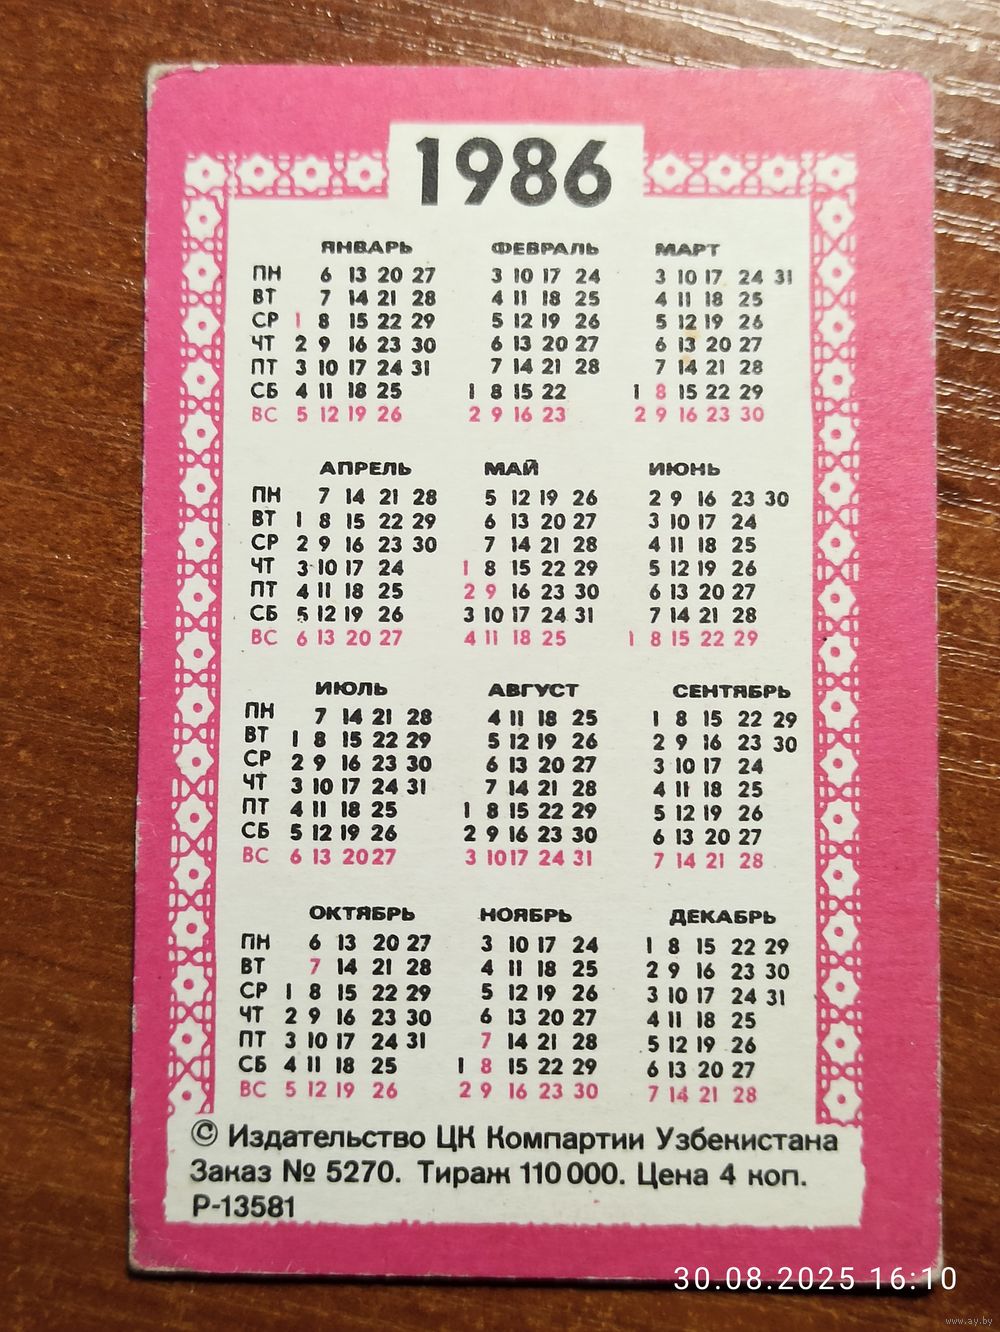 1986
ЯНВАРЬ ФЕВРАЛЬ МАРТ
ПН 6 13 20 27 3 10 17 24 3 10 17 24 31
ВТ 7 14 21 28 4 11 18 25 4 11 18 25
СР 1 8 15 22 29 5 12 19 26 5 12 19 26
ЧТ 2 9 16 23 30 6 13 20 27 6 13 20 27
ПТ 3 10 17 24 31 7 14 21 28 7 14 21 28
СБ 4 11 18 25 1 8 15 22 1 8 15 22 29
ВС 5 12 19 26 2 9 16 23 2 9 16 23 30
АПРЕЛЬ МАЙ ИЮНЬ
ПН 7 14 21 28 5 12 19 26 2 9 16 23 30
ВТ 1 8 15 22 29 6 13 20 27 3 10 17 24
СР 2 9 16 23 30 7 14 21 28 4 11 18 25
ЧТ 3 10 17 24 1 8 15 22 29 5 12 19 26
ПТ 4 11 18 25 2 9 16 23 30 6 13 20 27
СБ 5 12 19 26 3 10 17 24 31 7 14 21 28
ВС 6 13 20 27 4 11 18 25 1 8 15 22 29
ИЮЛЬ АВГУСТ СЕНТЯБРЬ
ПН 7 14 21 28 4 11 18 25 1 8 15 22 29
ВТ 1 8 15 22 29 5 12 19 26 2 9 16 23 30
СР 2 9 16 23 30 6 13 20 27 3 10 17 24
ЧТ 3 10 17 24 31 7 14 21 28 4 11 18 25
ПТ 4 11 18 25 1 8 15 22 29 5 12 19 26
СБ 5 12 19 26 2 9 16 23 30 6 13 20 27
ВС 6 13 20 27 3 10 17 24 31 7 14 21 28
ОКТЯБРЬ НОЯБРЬ ДЕКАБРЬ
ПН 6 13 20 27 3 10 17 24 1 8 15 22 29
ВТ 7 14 21 28 4 11 18 25 2 9 16 23 30
СР 1 8 15 22 29 5 12 19 26 3 10 17 24 31
ЧТ 2 9 16 23 30 6 13 20 27 4 11 18 25
ПТ 3 10 17 24 31 7 14 21 28 5 12 19 26
СБ 4 11 18 25 1 8 15 22 29 6 13 20 27
ВС 5 12 19 26 2 9 16 23 30 7 14 21 28
© Издательство ЦК Компартии Узбекистана
Заказ № 5270. Тираж 110 000. Цена 4 коп.
Р-13581
30.08.2025 16:10
www.ay.by